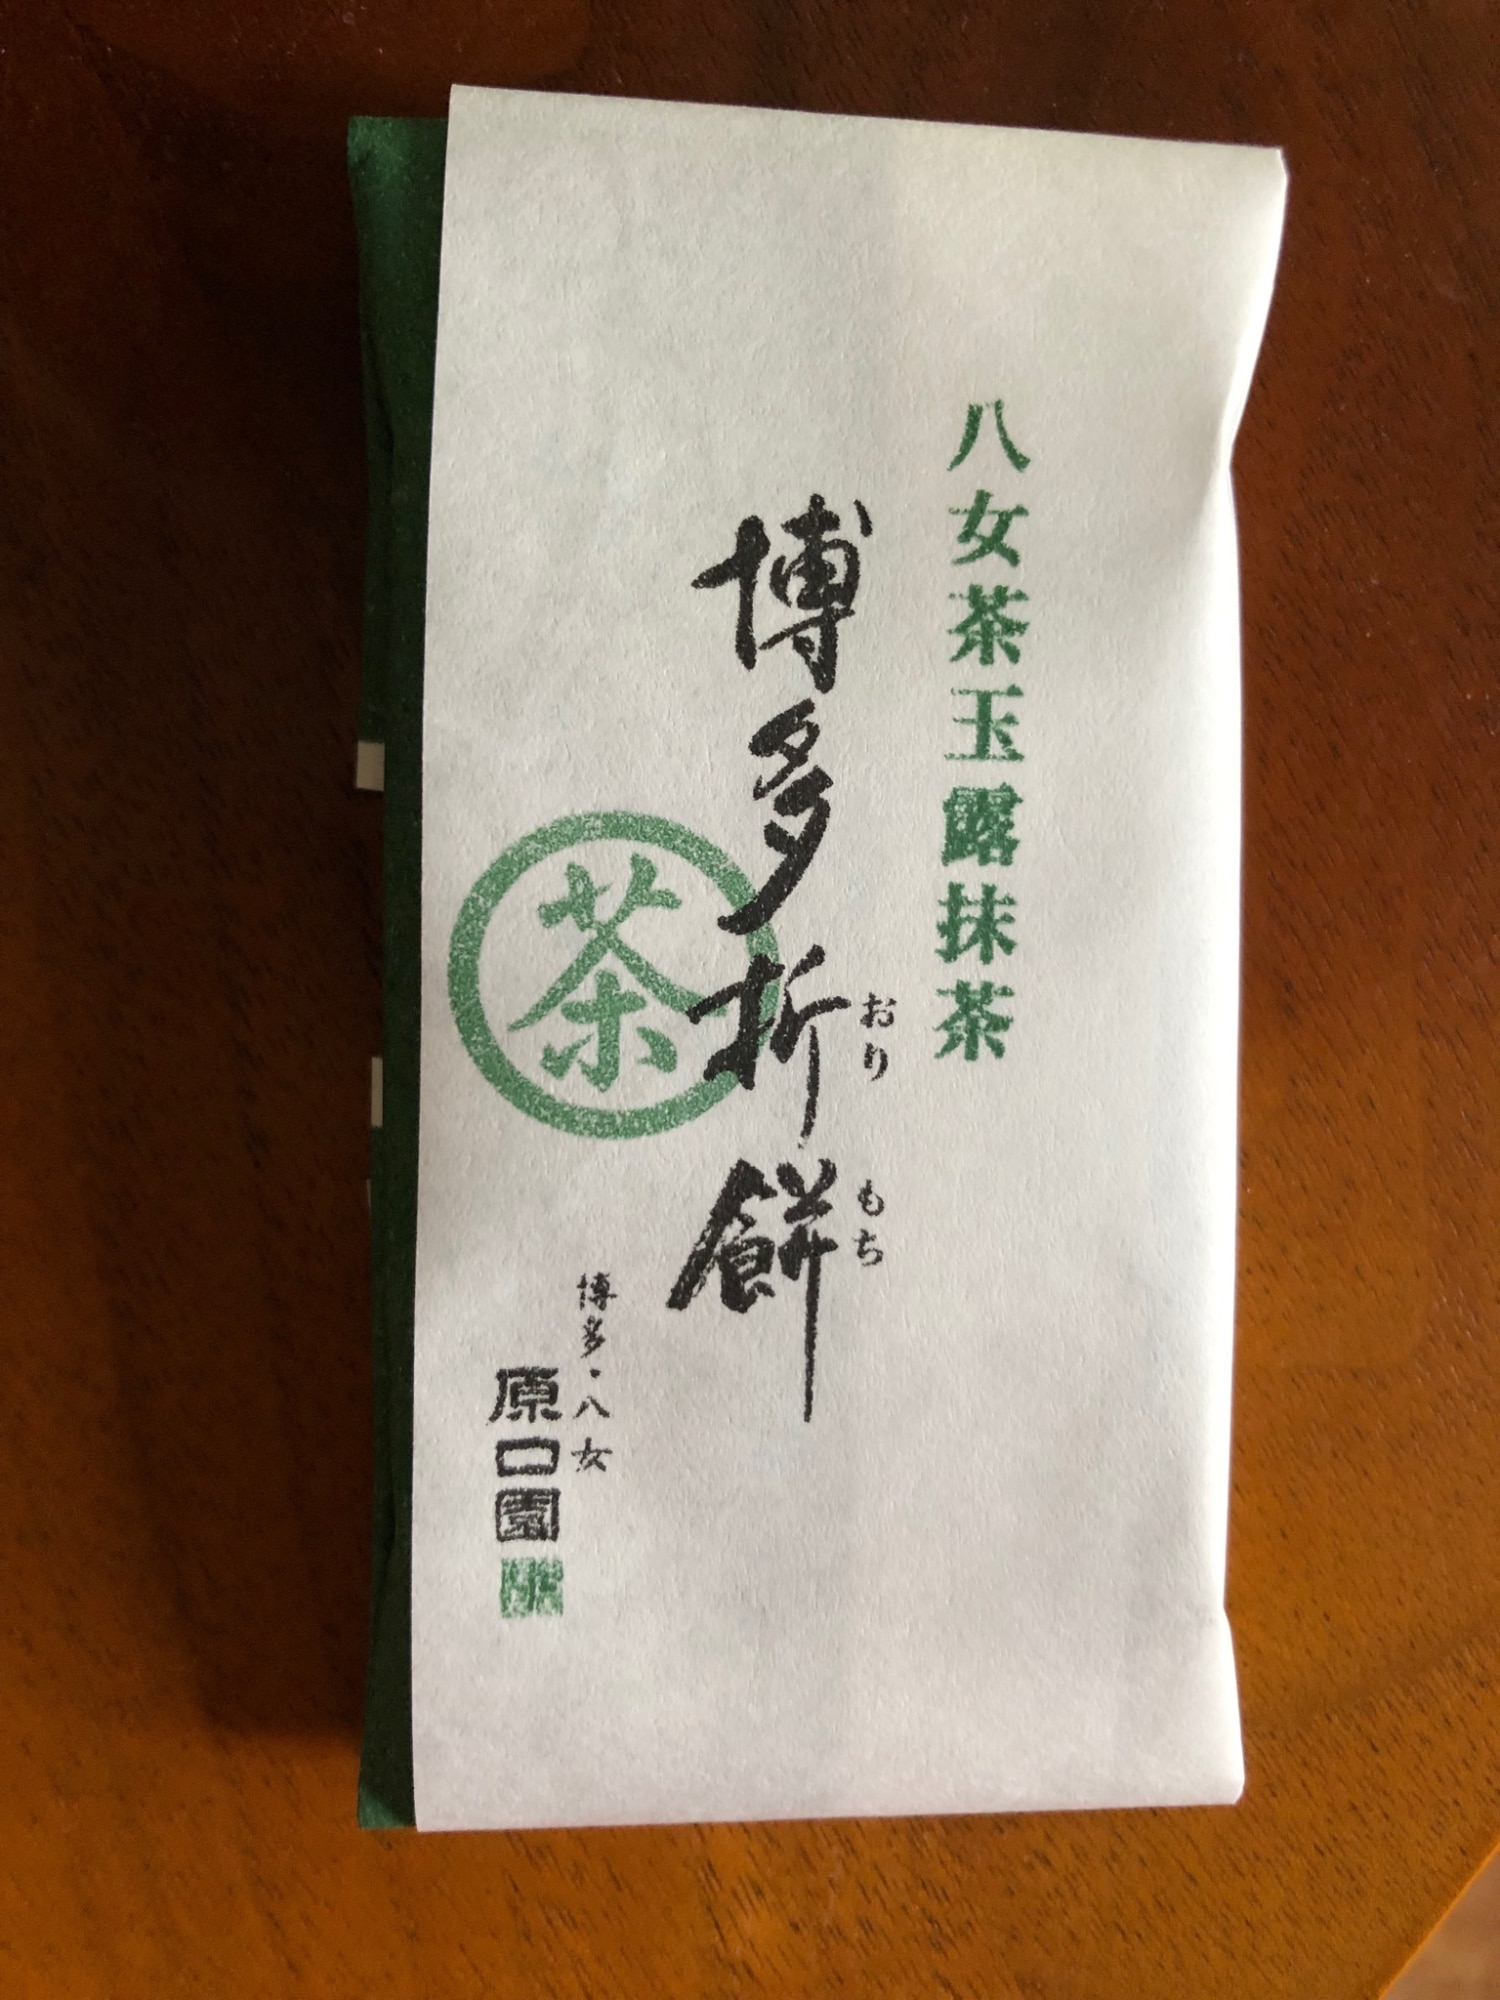 八女茶玉露抹茶
博多折餅
おり
もち
茶
博多・八女
原口園